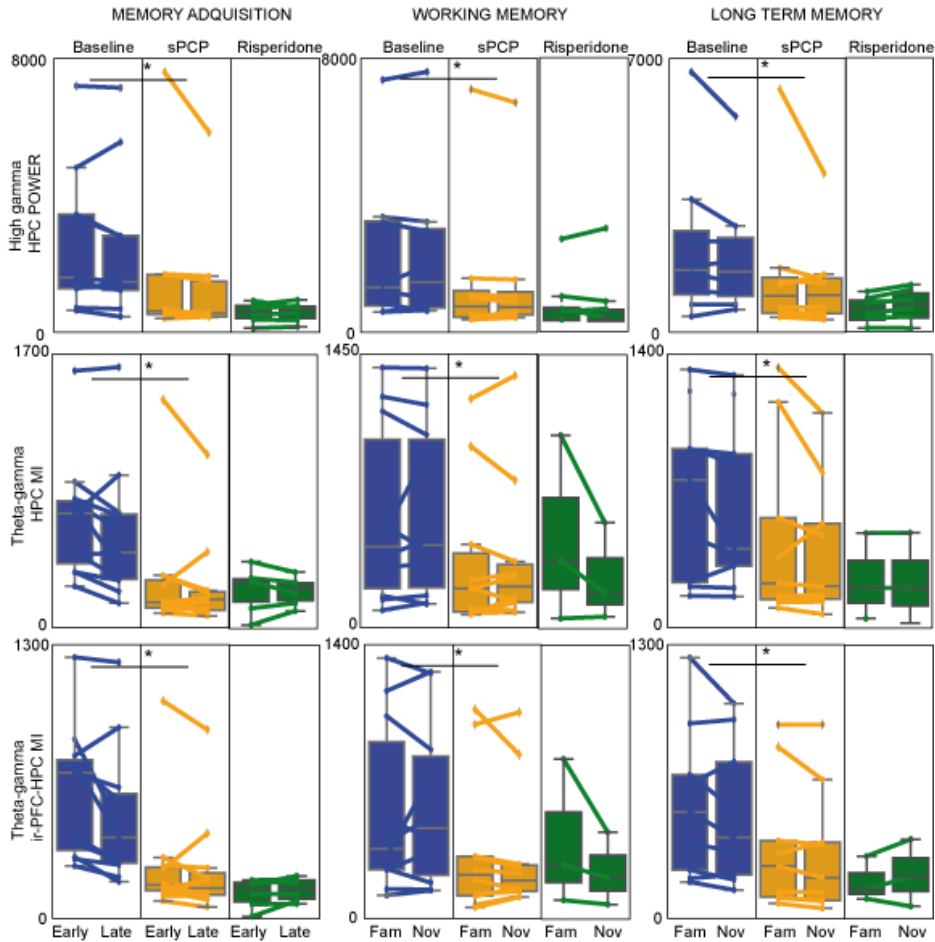 MEMORY ADQUISITION WORKING MEMORY LONG TERM MEMORY
Baseline sPCP Risperidone Baseline sPCP Risperidone Baseline sPCP Risperidone
8000 * 8000 * 7000 *
High gamma
HPC POWER
0 0 0
1700 * 1450 * 1400 *
Theta-gamma
HPC MI
0 0 0
1300 * 1400 * 1300 *
Theta-gamma
ir-PFC-HPC MI
0 0 0
Early Late Early Late Early Late Fam Nov Fam Nov Fam Nov Fam Nov Fam Nov Fam Nov